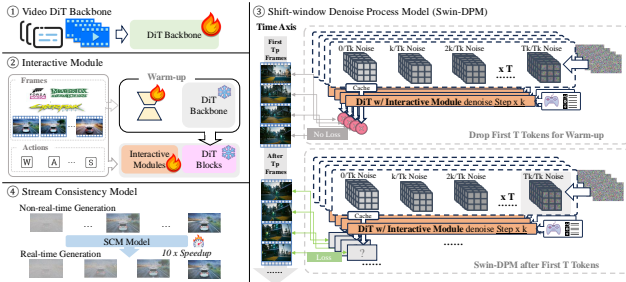 ① Video DiT Backbone
DiT Backbone
② Interactive Module
Frames
Warm-up
DiT
Backbone
Actions
W A ... S
Interactive
Modules
DiT
Blocks
④ Stream Consistency Model
Non-real-time Generation
SCM Model
Real-time Generation
10 x Speedup
③ Shift-window Denoise Process Model (Swin-DPM)
Time Axis
First
Tp
Frames
0/Tk Noise
k/Tk Noise
2k/Tk Noise
Tk/Tk Noise
x T
......
Cache
DiT w/ Interactive Module denoise Step x k
No Loss
Drop First T Tokens for Warm-up
After
Tp
Frames
0/Tk Noise
k/Tk Noise
2k/Tk Noise
Tk/Tk Noise
x T
......
Cache
DiT w/ Interactive Module denoise Step x k
Loss
?
......
......
......
Swin-DPM after First T Tokens